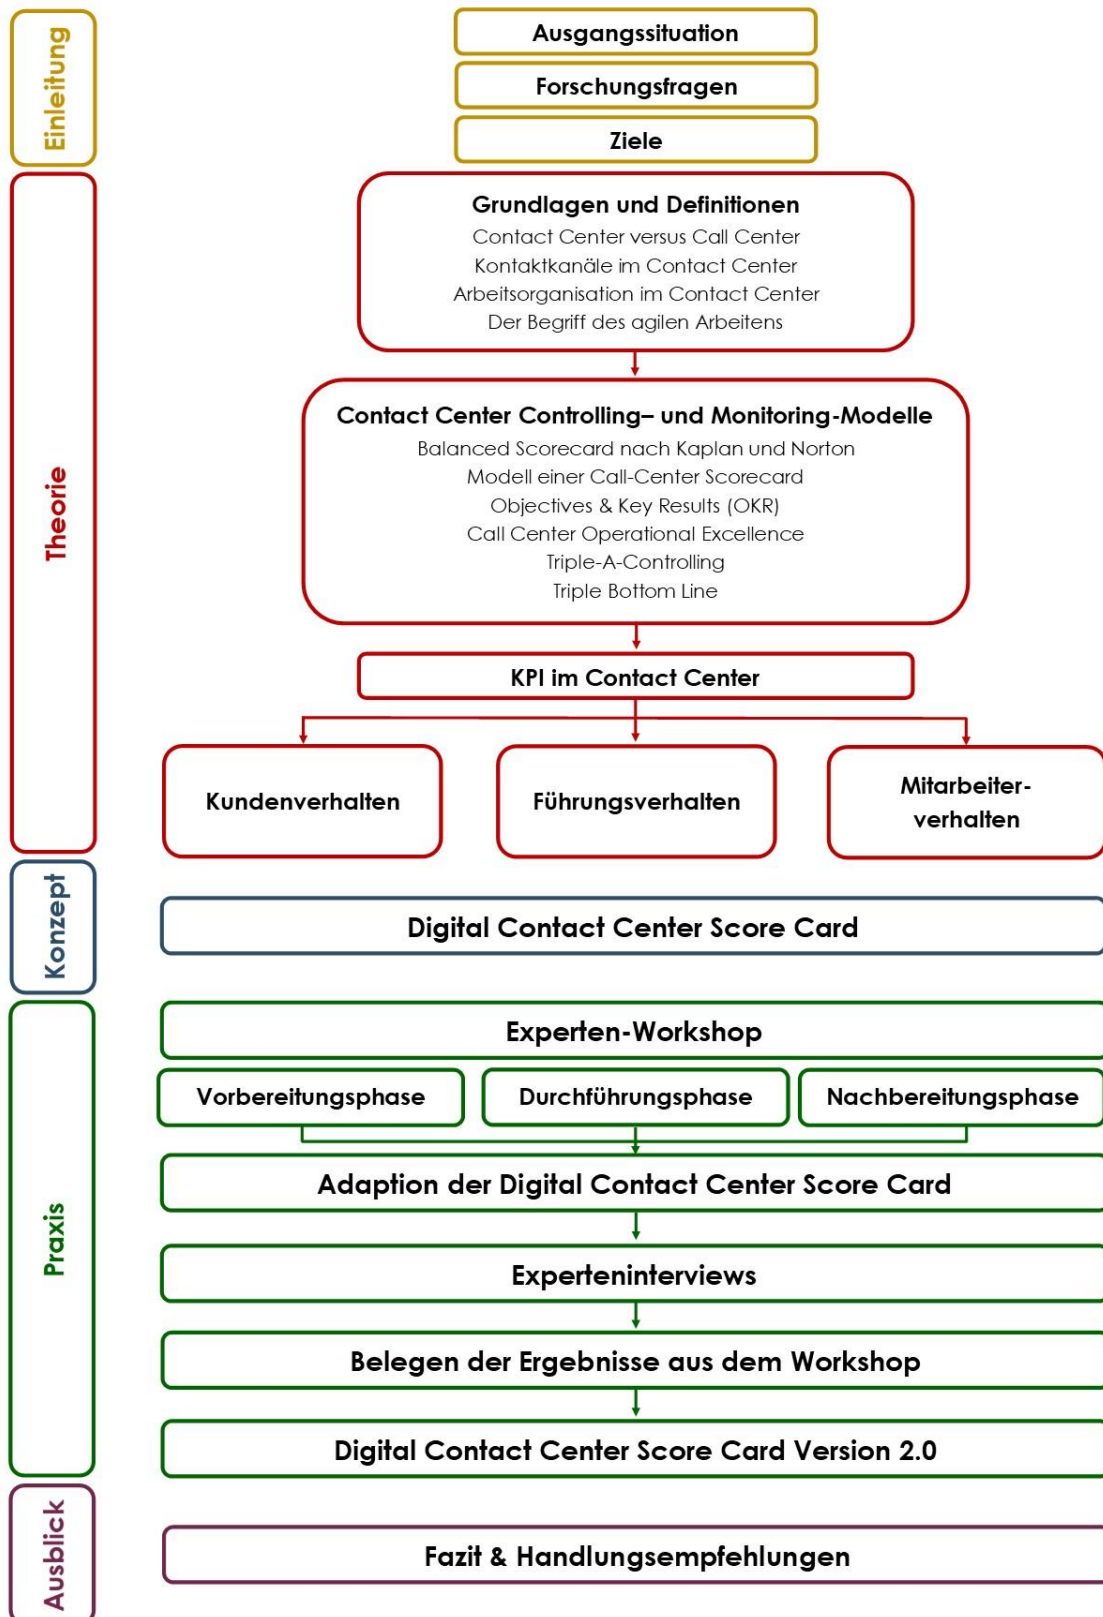 Einleitung
Ausgangssituation
Forschungsfragen
Ziele
Theorie
Grundlagen und Definitionen
Contact Center versus Call Center
Kontaktkanäle im Contact Center
Arbeitsorganisation im Contact Center
Der Begriff des agilen Arbeitens
Contact Center Controlling– und Monitoring-Modelle
Balanced Scorecard nach Kaplan und Norton
Modell einer Call-Center Scorecard
Objectives & Key Results (OKR)
Call Center Operational Excellence
Triple-A-Controlling
Triple Bottom Line
KPI im Contact Center
Kundenverhalten
Führungsverhalten
Mitarbeiter-
verhalten
Konzept
Digital Contact Center Score Card
Praxis
Experten-Workshop
Vorbereitungsphase
Durchführungsphase
Nachbereitungsphase
Adaption der Digital Contact Center Score Card
Experteninterviews
Belegen der Ergebnisse aus dem Workshop
Digital Contact Center Score Card Version 2.0
Ausblick
Fazit & Handlungsempfehlungen